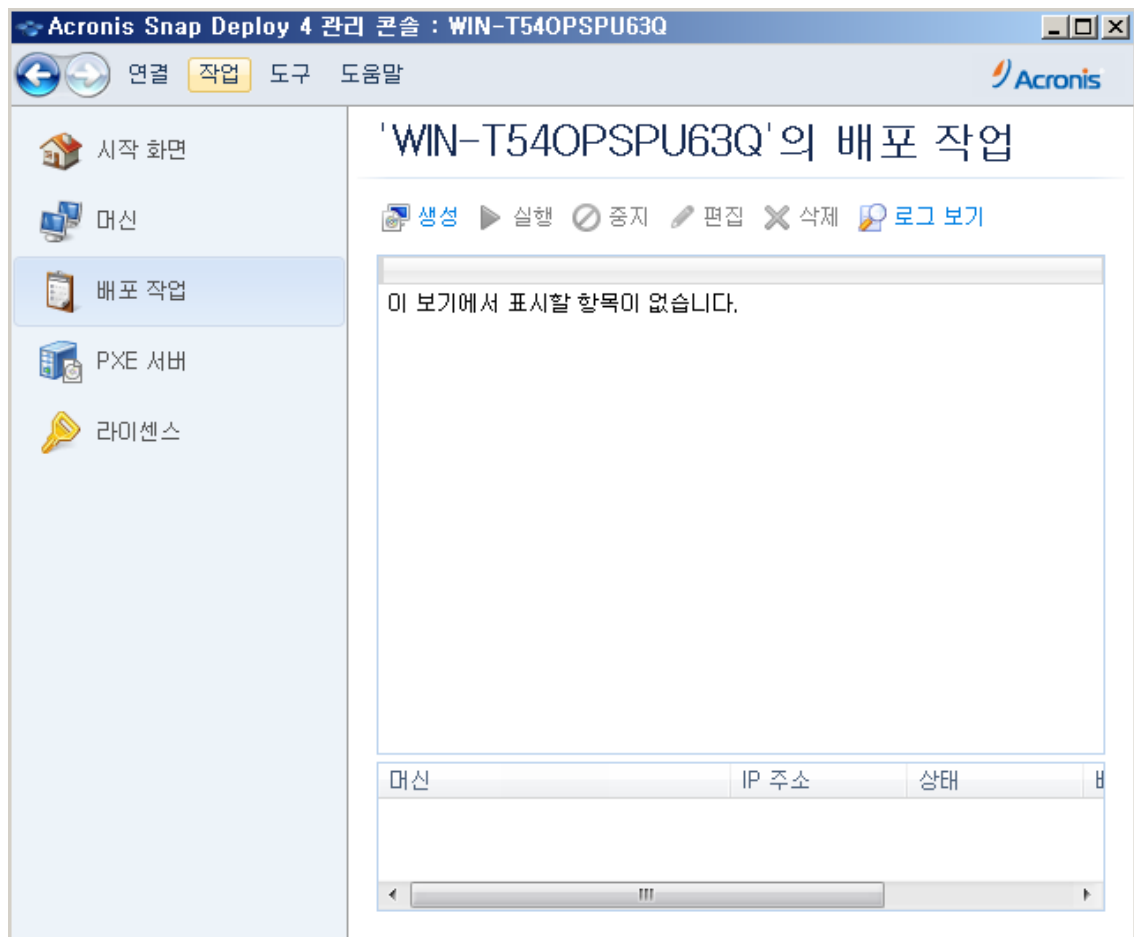 Acronis Snap Deploy 4 관리 콘솔 : WIN-T54OPSPU63Q
연결 작업 도구 도움말
Acronis
시작 화면
머신
배포 작업
PXE 서버
라이센스
'WIN-T54OPSPU63Q'의 배포 작업
생성 실행 중지 편집 삭제 로그 보기
이 보기에서 표시할 항목이 없습니다.
머신 IP 주소 상태